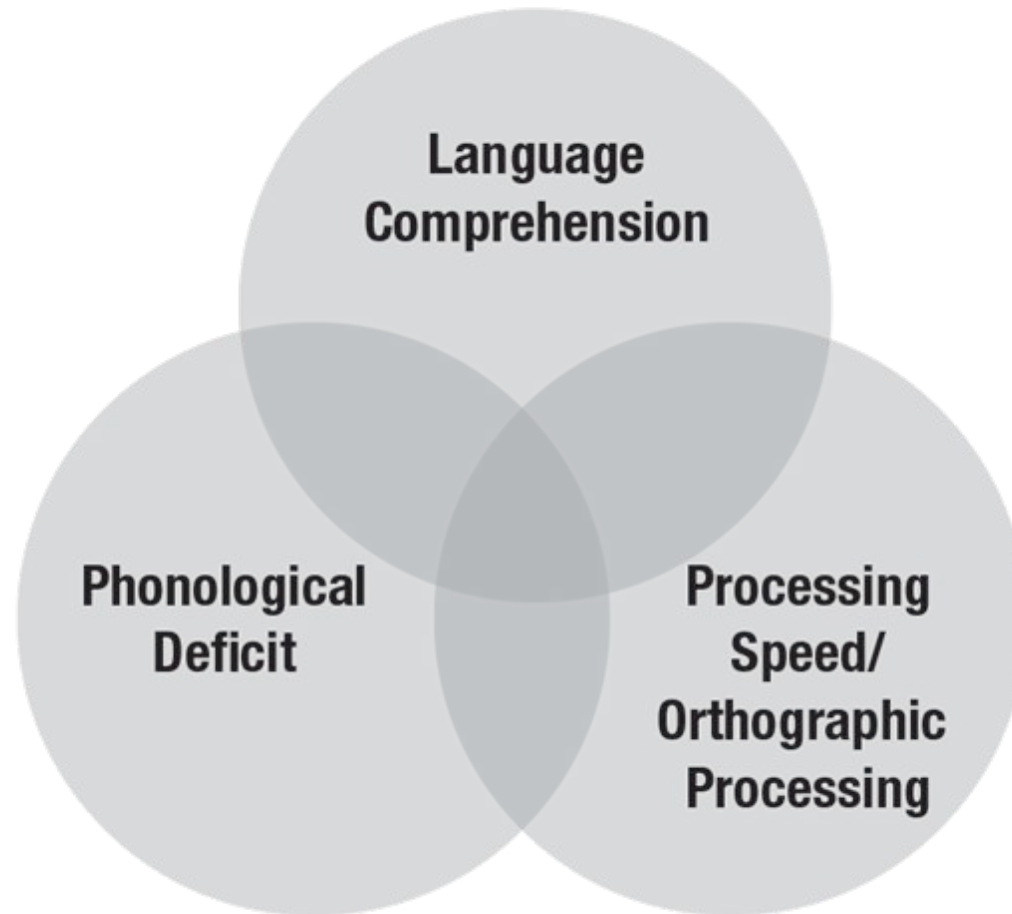 Language
Comprehension
Phonological
Deficit
Processing
Speed/
Orthographic
Processing